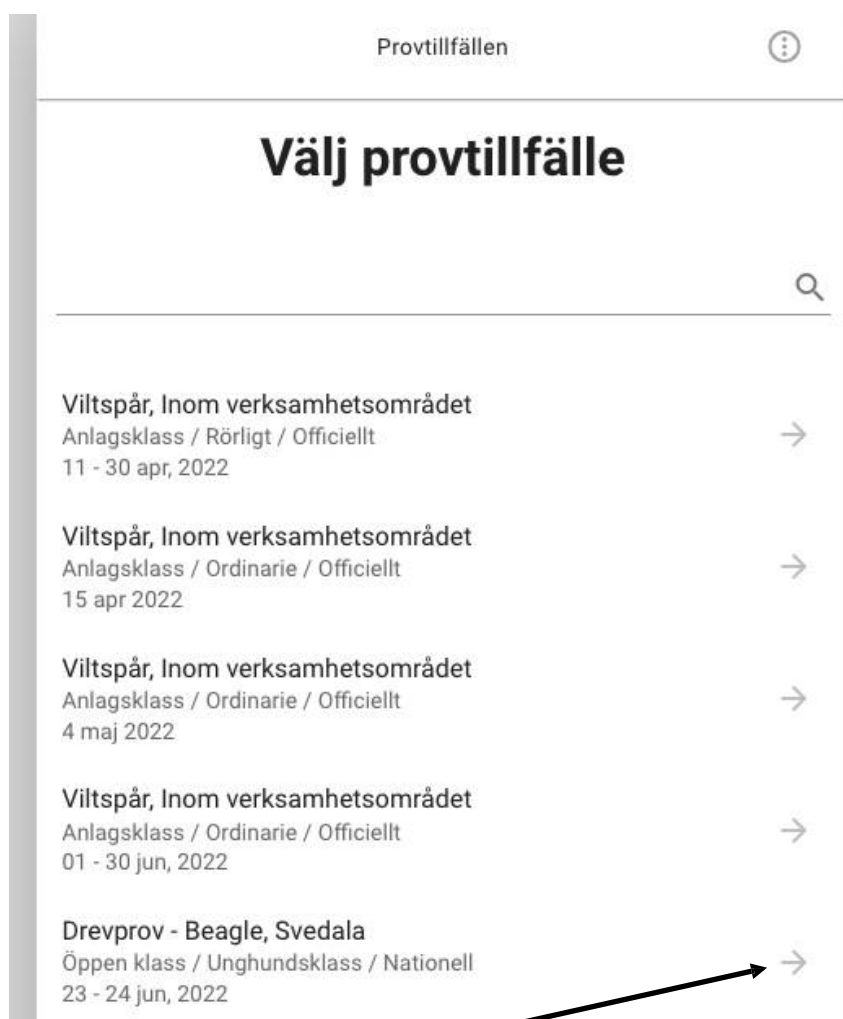 Provtillfällen
Välj provtillfälle
Viltspår, Inom verksamhetsområdet
Anlagsklass / Rörligt / Officiellt
11 - 30 apr, 2022
Viltspår, Inom verksamhetsområdet
Anlagsklass / Ordinarie / Officiellt
15 apr 2022
Viltspår, Inom verksamhetsområdet
Anlagsklass / Ordinarie / Officiellt
4 maj 2022
Viltspår, Inom verksamhetsområdet
Anlagsklass / Ordinarie / Officiellt
01 - 30 jun, 2022
Drevprov - Beagle, Svedala
Öppen klass / Unghundsklass / Nationell
23 - 24 jun, 2022